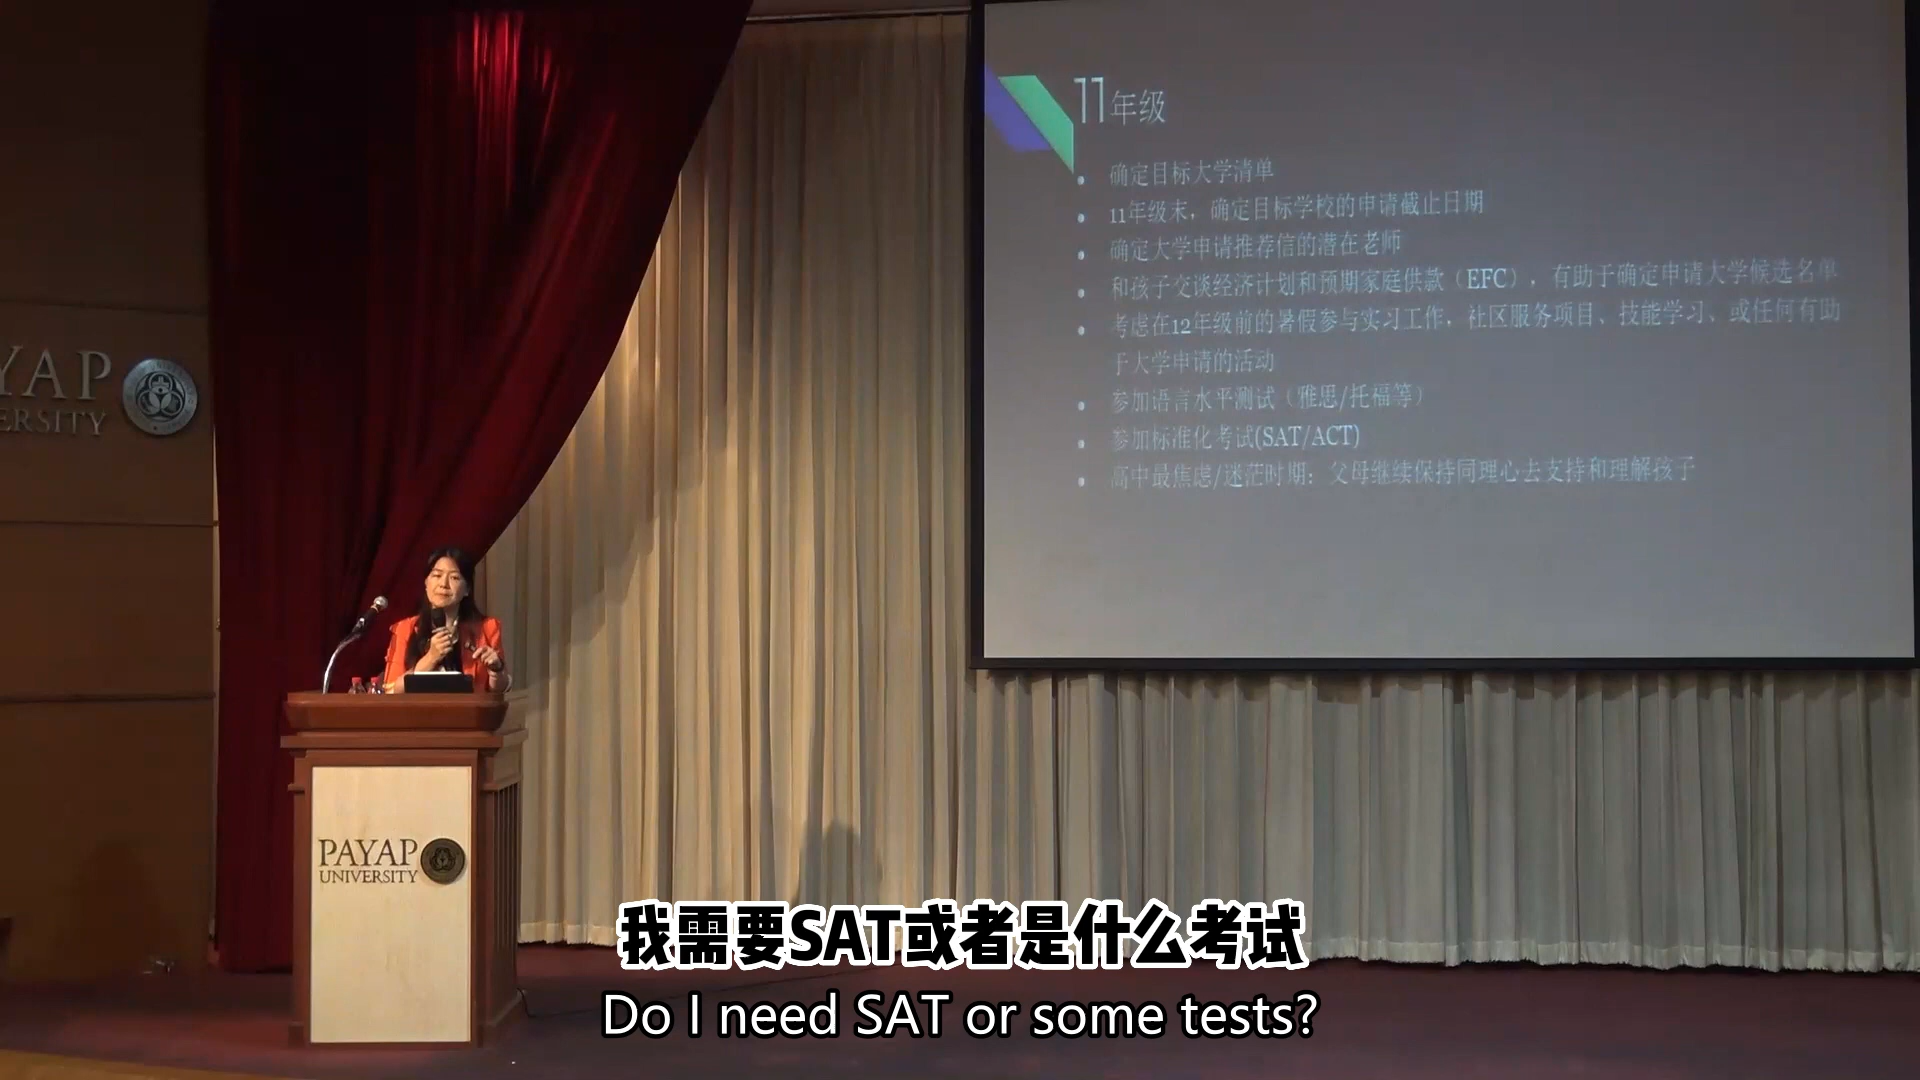 11年级
确定目标大学清单
11年级末，确定目标学校的申请截止日期
确定大学申请推荐信的潜在老师
和孩子交谈经济计划和预期家庭供款（EFC），有助于确定申请大学候选名单
考虑在12年级前的暑假参与实习工作，社区服务项目、技能学习、或任何有助
于大学申请的活动
参加语言水平测试（雅思/托福等）
参加标准化考试(SAT/ACT)
高中最焦虑/迷茫时期：父母继续保持同理心去支持和理解孩子
YAP
ERSITY
PAYAP
UNIVERSITY
我需要SAT或者是什么考试
Do I need SAT or some tests?